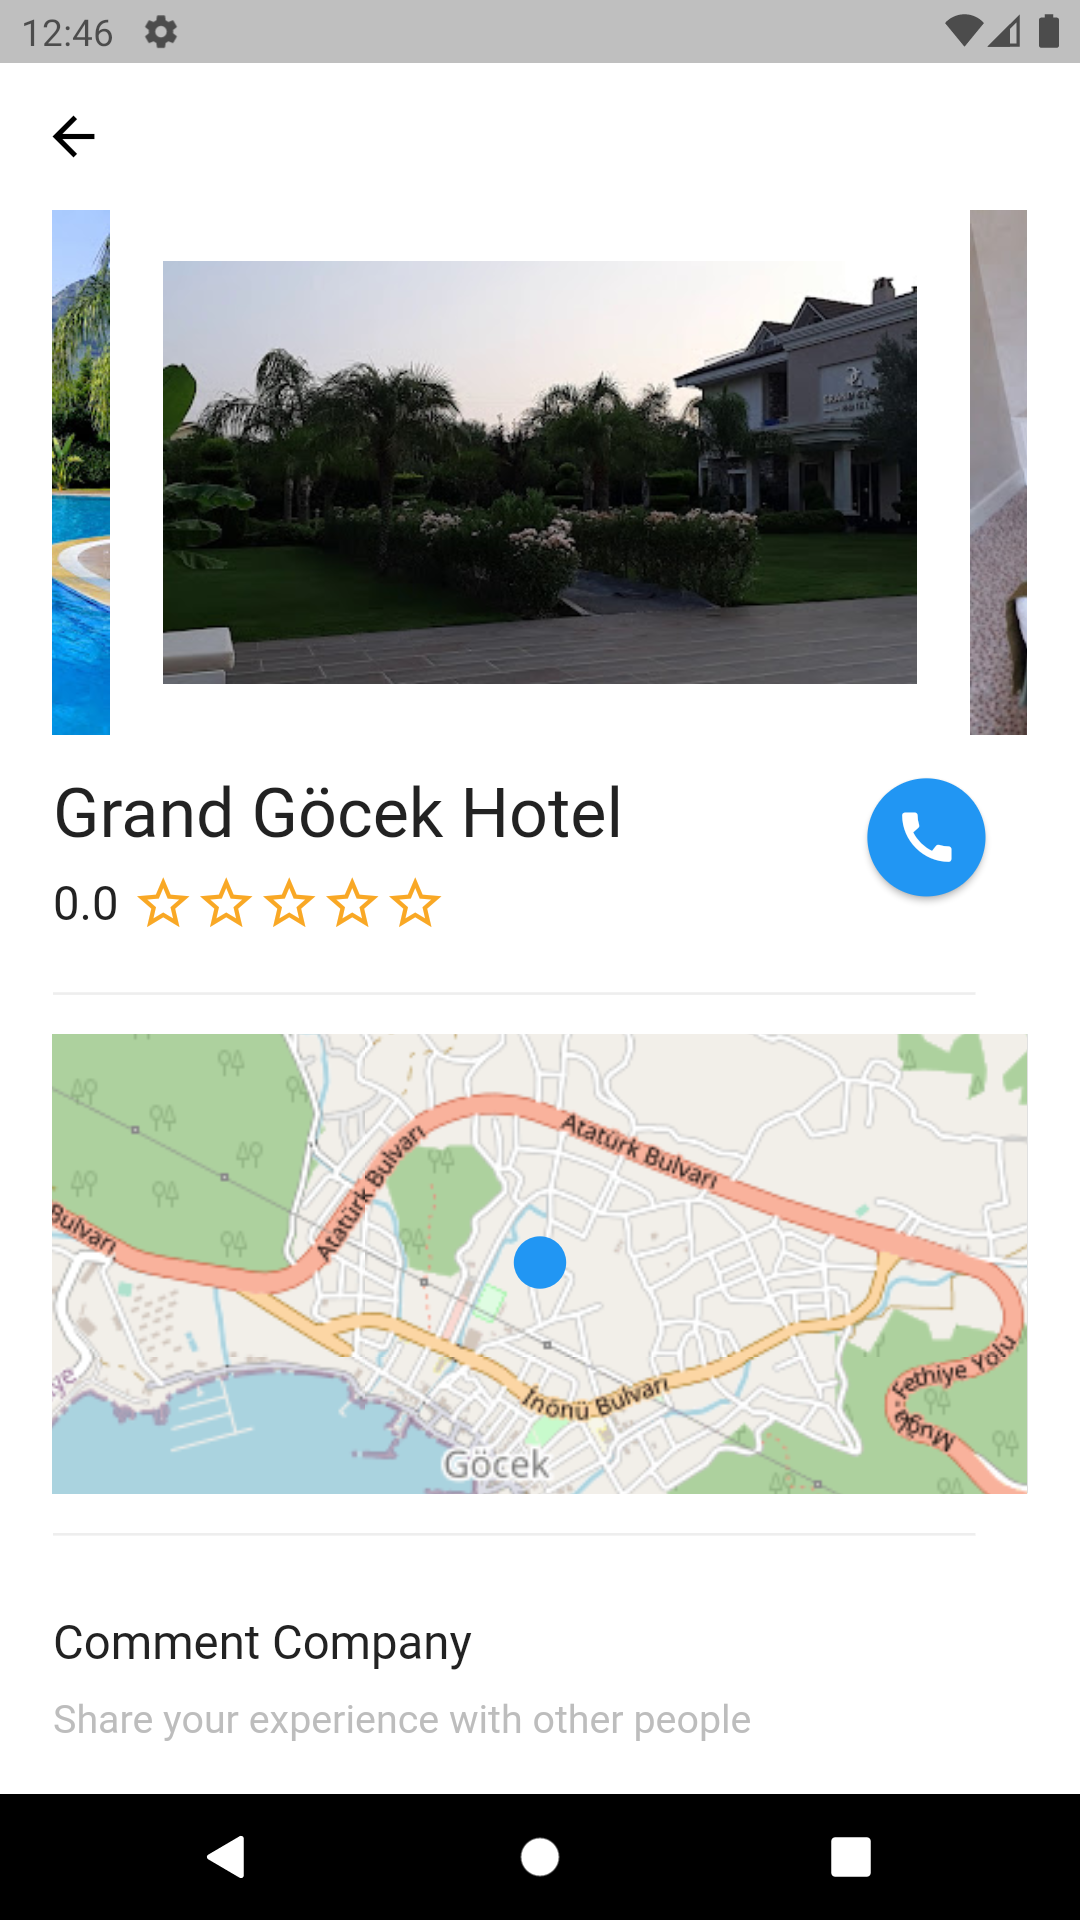 12:46
Grand Göcek Hotel
0.0
Atatürk Bulvarı
Atatürk Bulvarı
Bulvarı
Fethiye Yolu
Muğla
İnönü Bulvarı
Göcek
Comment Company
Share your experience with other people